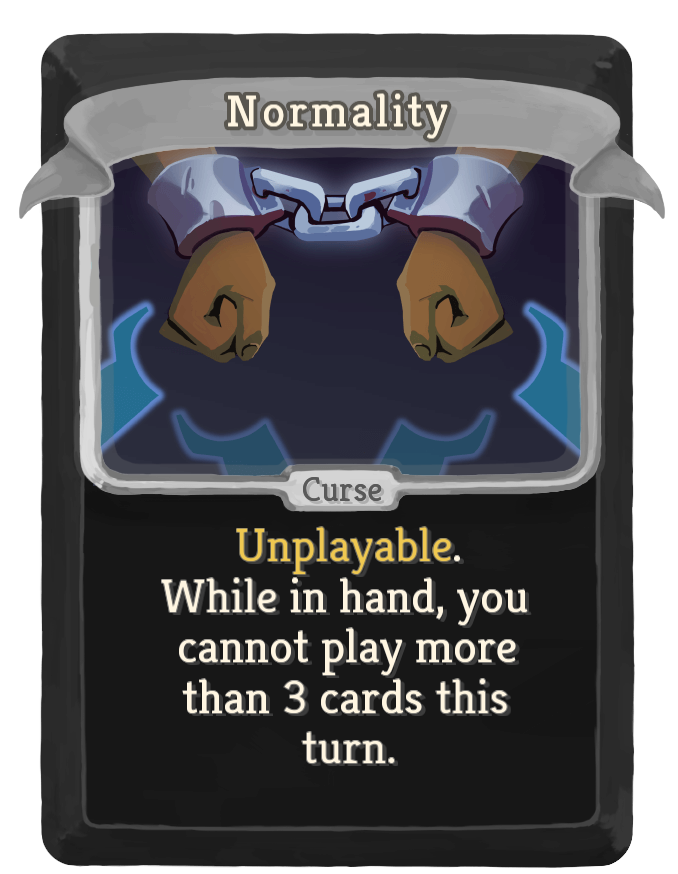 Normality
Curse
Unplayable.
While in hand, you
cannot play more
than 3 cards this
turn.